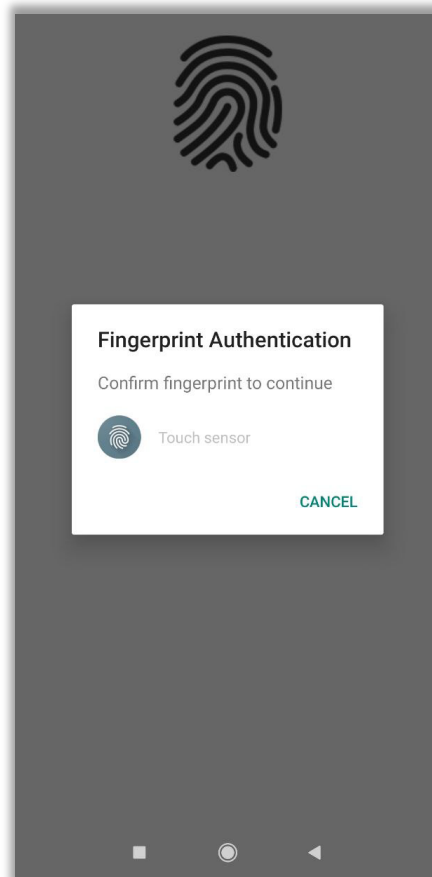 Fingerprint Authentication
Confirm fingerprint to continue
Touch sensor
CANCEL